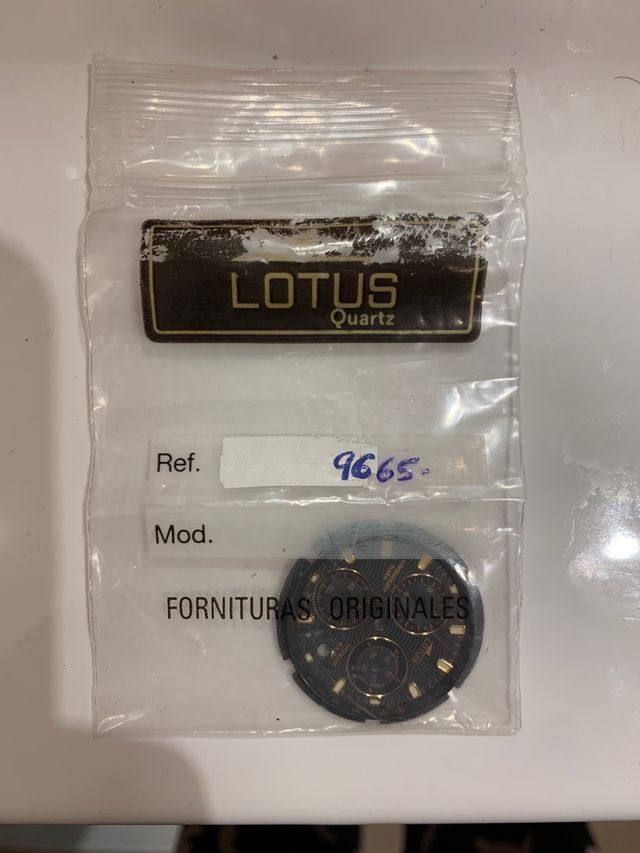 LOTUS
Quartz
Ref. 9665.
Mod.
FORNITURAS ORIGINALES